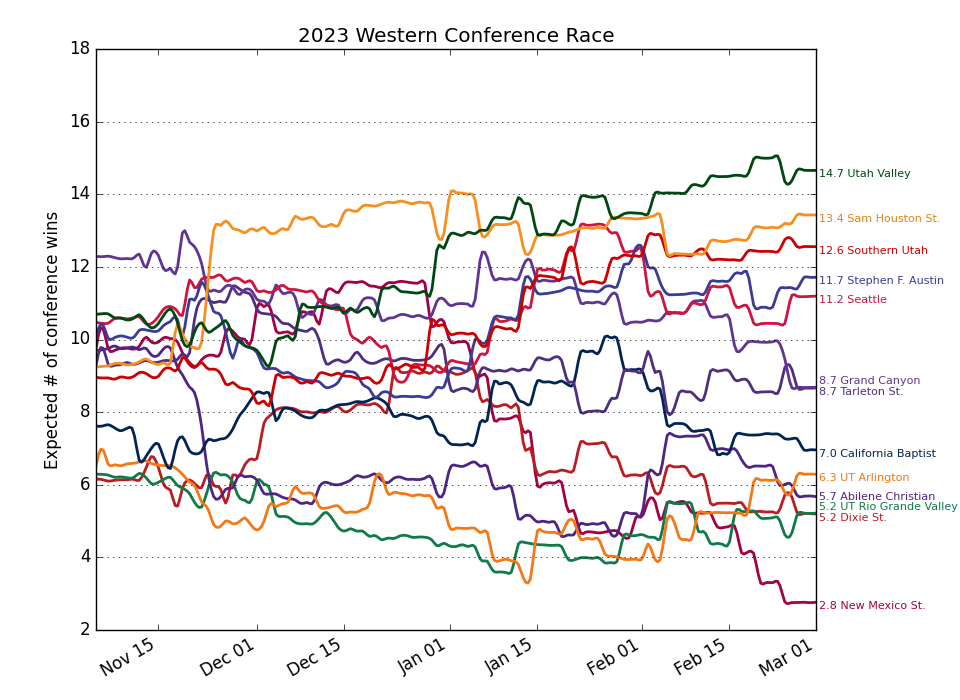 2023 Western Conference Race
Expected # of conference wins
18
16
14
12
10
8
6
4
2
14.7 Utah Valley
13.4 Sam Houston St.
12.6 Southern Utah
11.7 Stephen F. Austin
11.2 Seattle
8.7 Grand Canyon
8.7 Tarleton St.
7.0 California Baptist
6.3 UT Arlington
5.7 Abilene Christian
5.2 UT Rio Grande Valley
5.2 Dixie St.
2.8 New Mexico St.
Nov 15
Dec 01
Dec 15
Jan 01
Jan 15
Feb 01
Feb 15
Mar 01